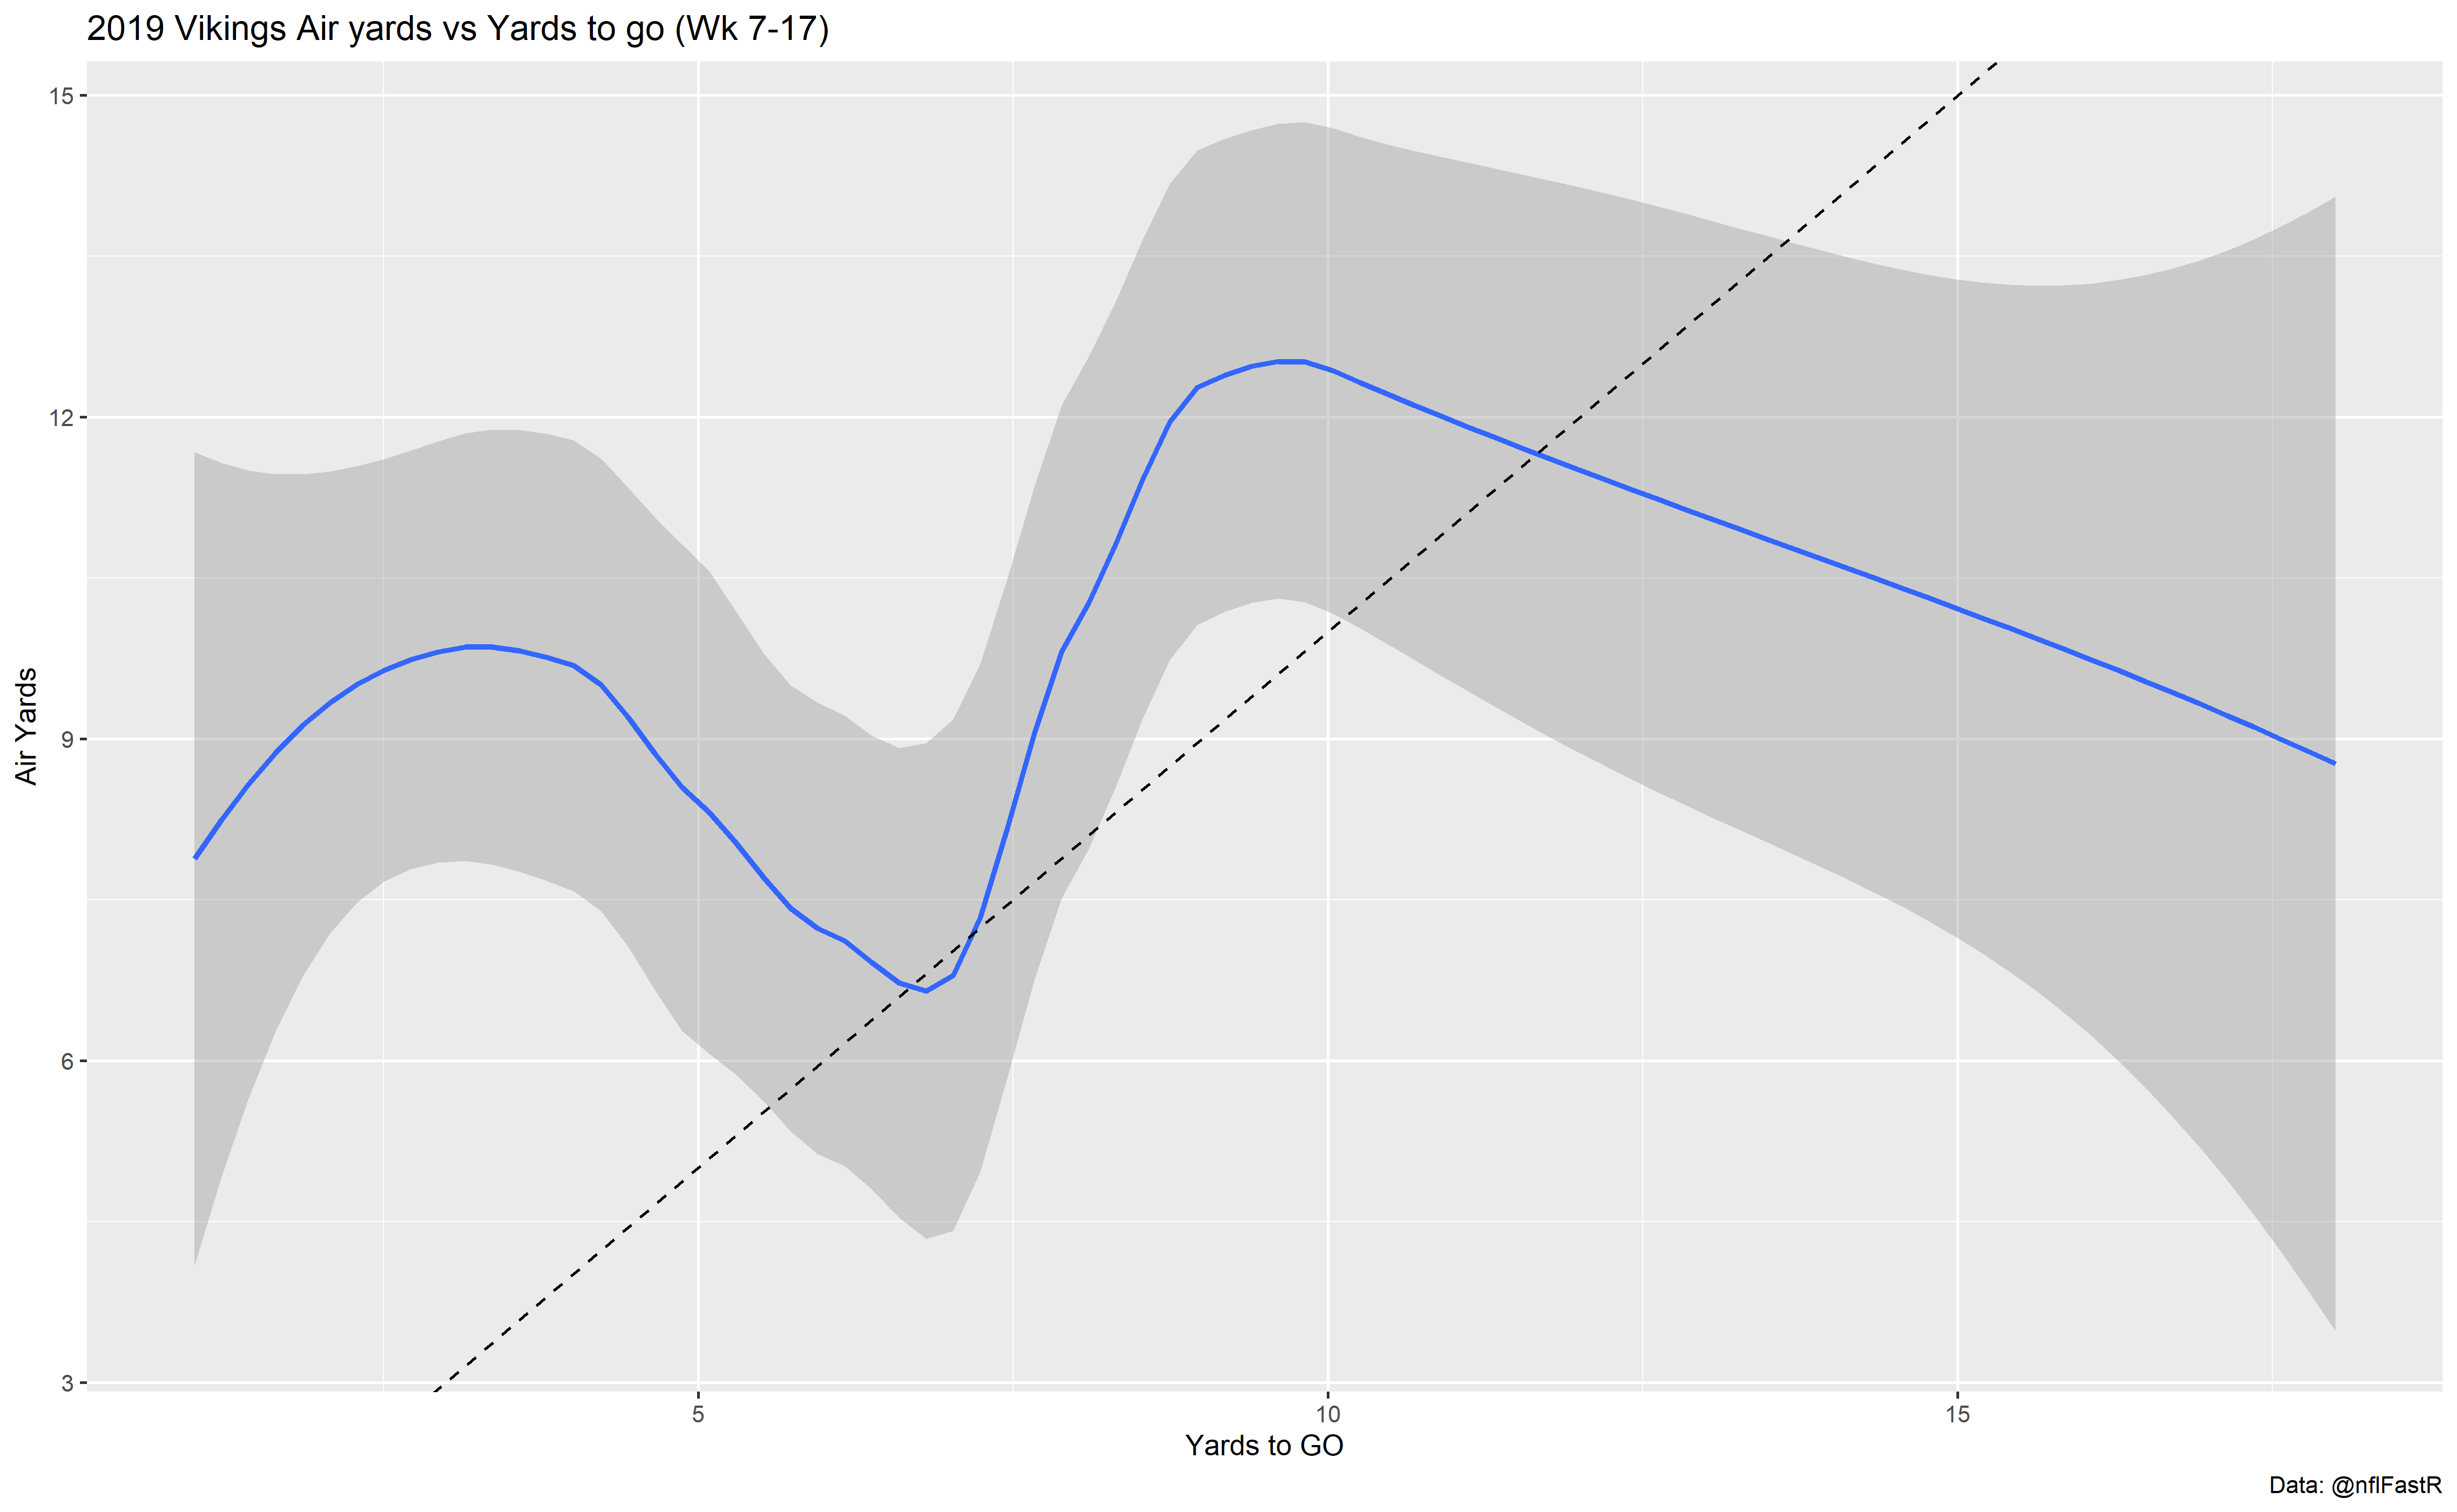 2019 Vikings Air yards vs Yards to go (Wk 7-17)
15
12
9
6
3
Air Yards
5
10
15
Yards to GO
Data: @nflFastR